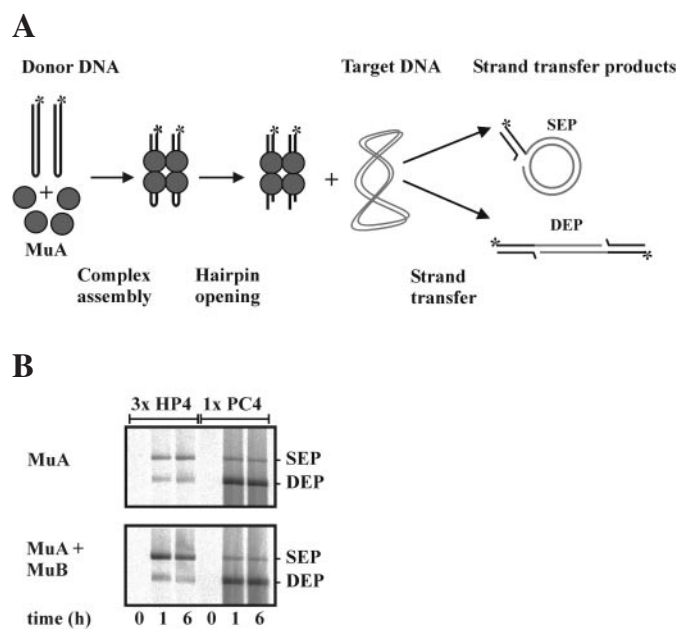 A
Donor DNA
Target DNA
Strand transfer products
*
*
+
MuA
Complex
assembly
*
*
Hairpin
opening
*
*
+
Strand
transfer
*
SEP
DEP
*
*
B
3x HP4
1x PC4
MuA
SEP
DEP
MuA +
MuB
SEP
DEP
time (h)
0
1
6
0
1
6